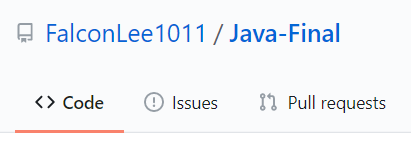 FalconLee1011 / Java-Final
Code Issues Pull requests